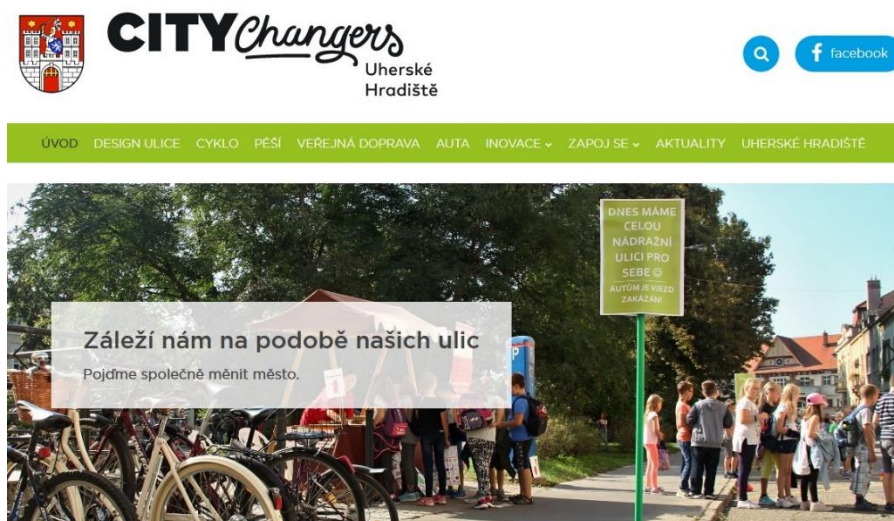 CITYChangers
Uherské
Hradiště
facebook
ÚVOD DESIGN ULICE CYKLO PĚŠÍ VEŘEJNÁ DOPRAVA AUTA INOVACE ZAPOJ SE AKTUALITY UHERSKÉ HRADIŠTĚ
DNES MÁME
CELOU
NÁDRAŽNÍ
ULICI PRO
SEBE ☺
AUTŮM JE VJEZD
ZAKÁZÁN!
Záleží nám na podobě našich ulic
Pojďme společně měnit město.
P